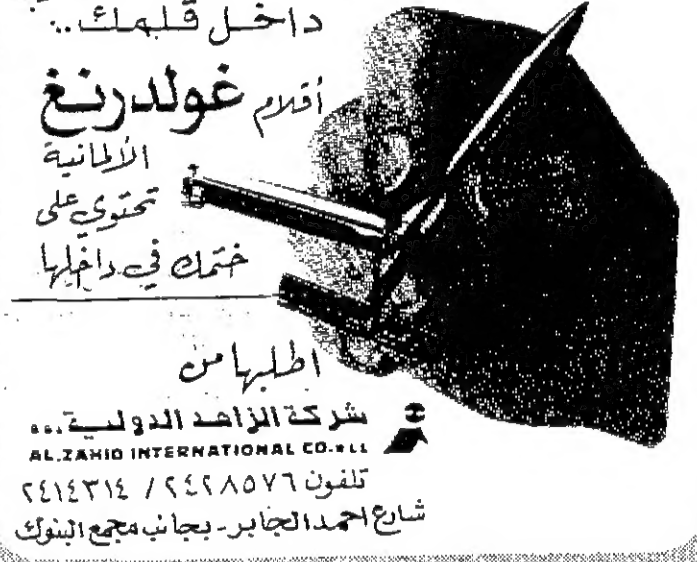 داخل قلمك..
أقلام غولدرنغ
الألمانية
تحتوي على
ختمك في داخلها
اطلبها من
شركة الزاهد الدولية...
AL.ZAHID INTERNATIONAL CO.WLL
تلفون ٢٤٢٨٥٧٦ / ٢٤١٤٣١٤
شارع احمد الجابر - بجانب مجمع البنوك